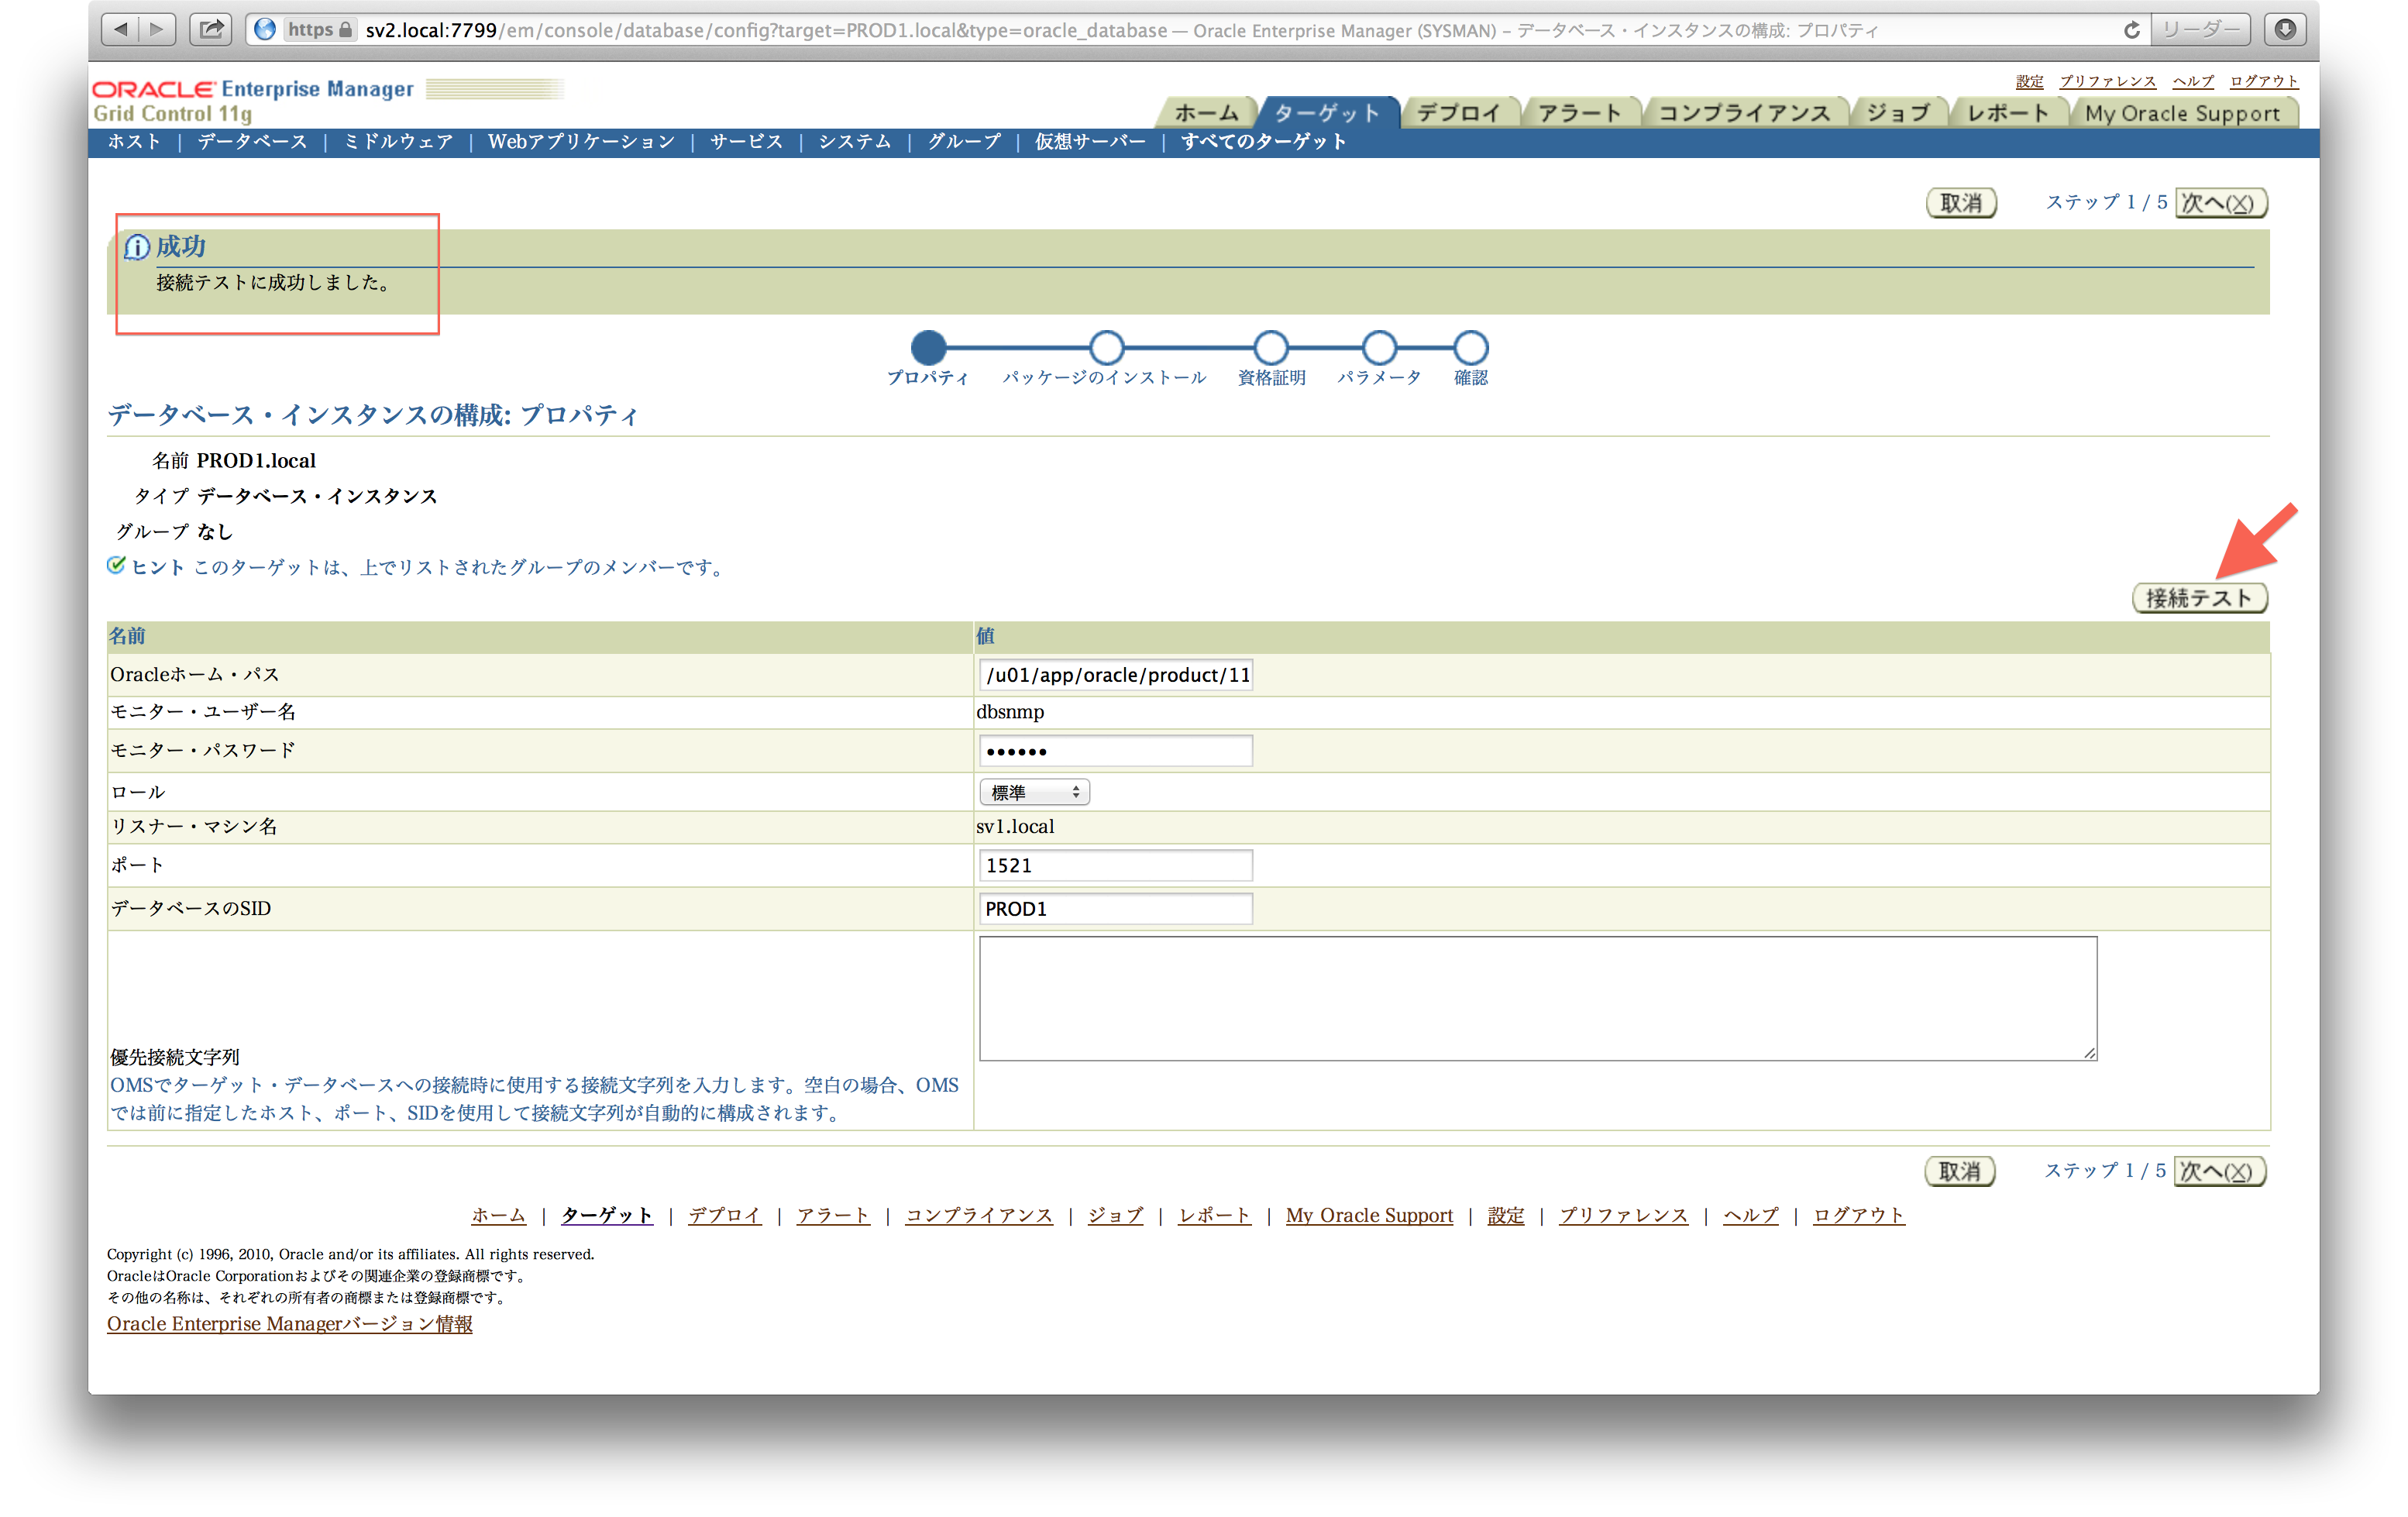 https sv2.local:7799/em/console/database/config?target=PROD1.local&type=oracle_database — Oracle Enterprise Manager (SYSMAN) – データベース・インスタンスの構成: プロパティ リーダー
設定 プリファレンス ヘルプ ログアウト
ORACLE Enterprise Manager
Grid Control 11g
ホーム ターゲット デプロイ アラート コンプライアンス ジョブ レポート My Oracle Support
ホスト | データベース | ミドルウェア | Webアプリケーション | サービス | システム | グループ | 仮想サーバー | すべてのターゲット
取消 ステップ 1 / 5 次へ(X)
成功
接続テストに成功しました。
プロパティ パッケージのインストール 資格証明 パラメータ 確認
データベース・インスタンスの構成: プロパティ
名前 PROD1.local
タイプ データベース・インスタンス
グループ なし
ヒント このターゲットは、上でリストされたグループのメンバーです。
接続テスト
名前 値
Oracleホーム・パス /u01/app/oracle/product/11
モニター・ユーザー名 dbsnmp
モニター・パスワード ••••••
ロール 標準
リスナー・マシン名 sv1.local
ポート 1521
データベースのSID PROD1
優先接続文字列
OMSでターゲット・データベースへの接続時に使用する接続文字列を入力します。空白の場合、OMS
では前に指定したホスト、ポート、SIDを使用して接続文字列が自動的に構成されます。
取消 ステップ 1 / 5 次へ(X)
ホーム | ターゲット | デプロイ | アラート | コンプライアンス | ジョブ | レポート | My Oracle Support | 設定 | プリファレンス | ヘルプ | ログアウト
Copyright (c) 1996, 2010, Oracle and/or its affiliates. All rights reserved.
OracleはOracle Corporationおよびその関連企業の登録商標です。
その他の名称は、それぞれの所有者の商標または登録商標です。
Oracle Enterprise Managerバージョン情報